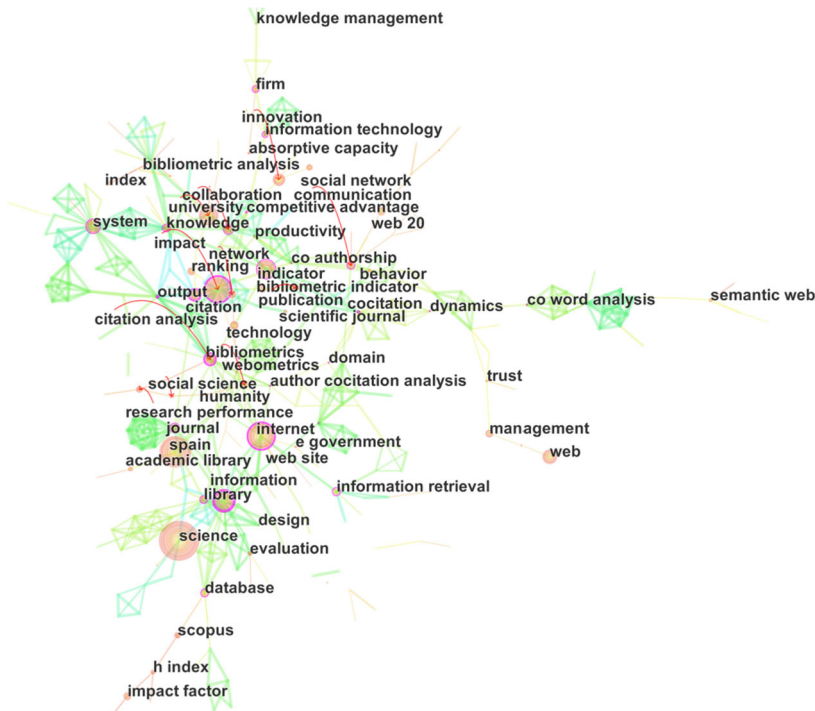 knowledge management
firm
innovation
information technology
absorptive capacity
bibliometric analysis
index
social network
collaboration communication
university competitive advantage
system
knowledge
web 20
productivity
impact
network
co authorship
ranking
indicator
behavior
bibliometric indicator
output
publication
cocitation
dynamics
co word analysis
semantic web
citation
scientific journal
citation analysis
technology
bibliometrics
domain
webometrics
trust
social science
author cocitation analysis
humanity
research performance
journal
internet
management
spain
e government
academic library
web site
web
information
information retrieval
library
design
science
evaluation
database
scopus
h index
impact factor